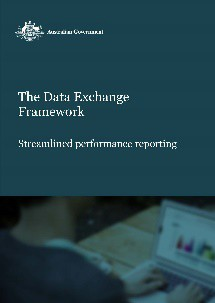 Australian Government
The Data Exchange
Framework
Streamlined performance reporting